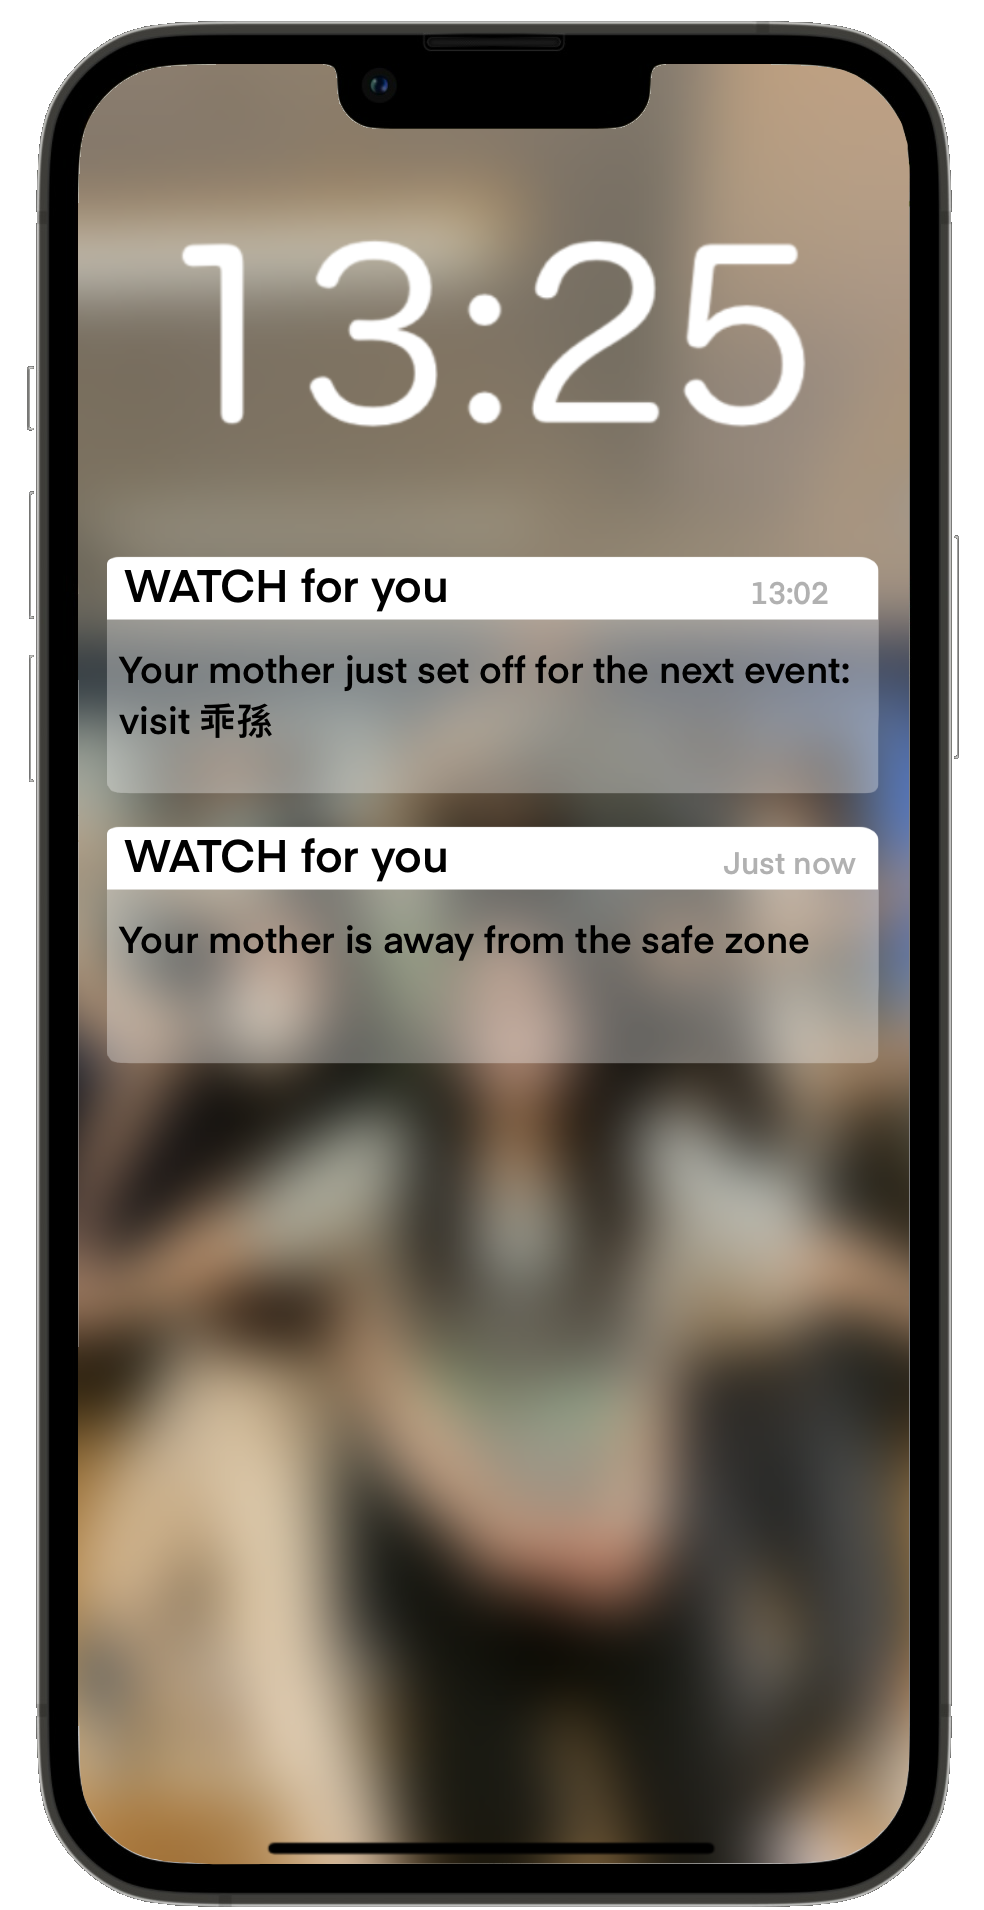 13:25
WATCH for you 13:02
Your mother just set off for the next event:
visit 乖孫
WATCH for you Just now
Your mother is away from the safe zone